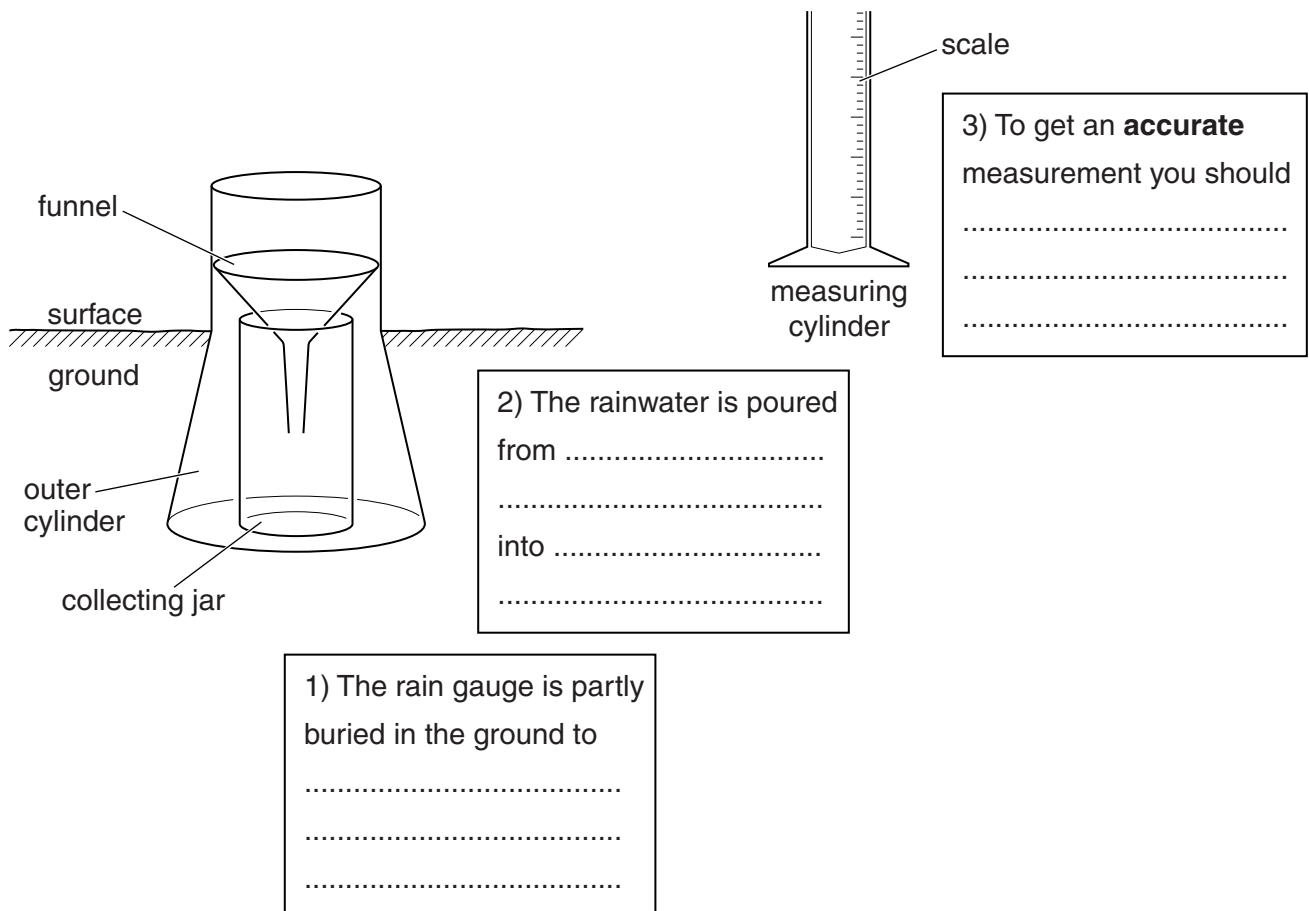 scale
3) To get an accurate
measurement you should
.......................................
.......................................
.......................................
funnel
surface
ground
measuring
cylinder
2) The rainwater is poured
from ................................
........................................
into .................................
........................................
outer
cylinder
collecting jar
1) The rain gauge is partly
buried in the ground to
.......................................
.......................................
.......................................